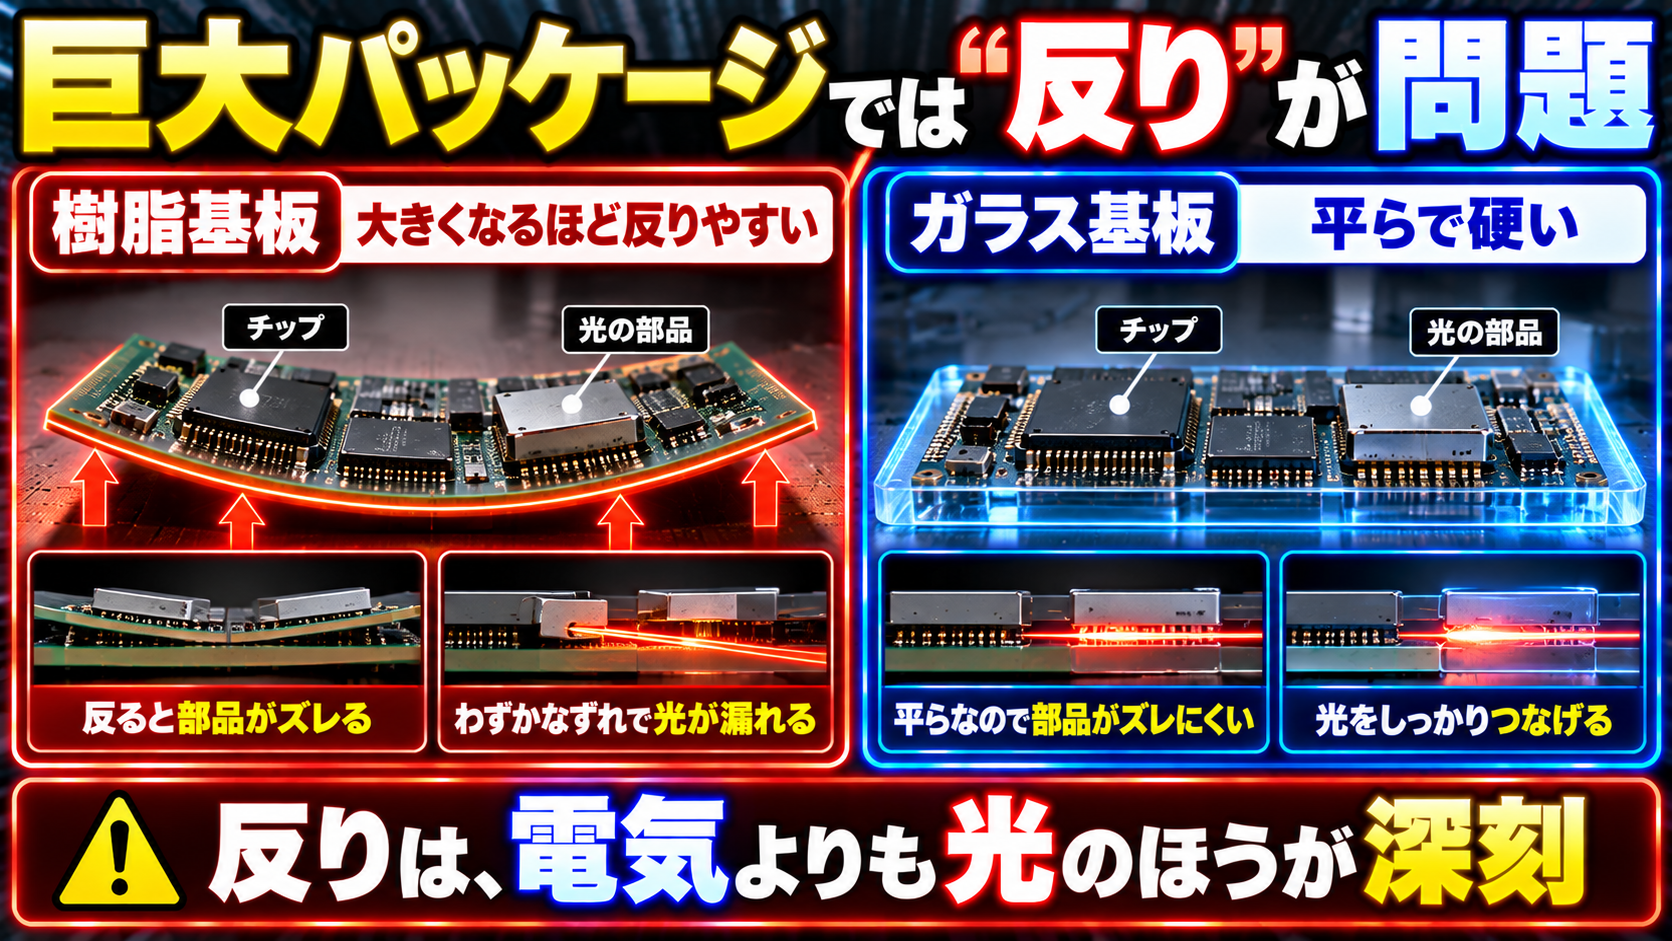 巨大パッケージでは“反り”が問題
樹脂基板
大きくなるほど反りやすい
チップ
光の部品
反ると部品がズレる
わずかなずれで光が漏れる
ガラス基板
平らで硬い
チップ
光の部品
平らなので部品がズレにくい
光をしっかりつなげる
反りは、電気よりも光のほうが深刻